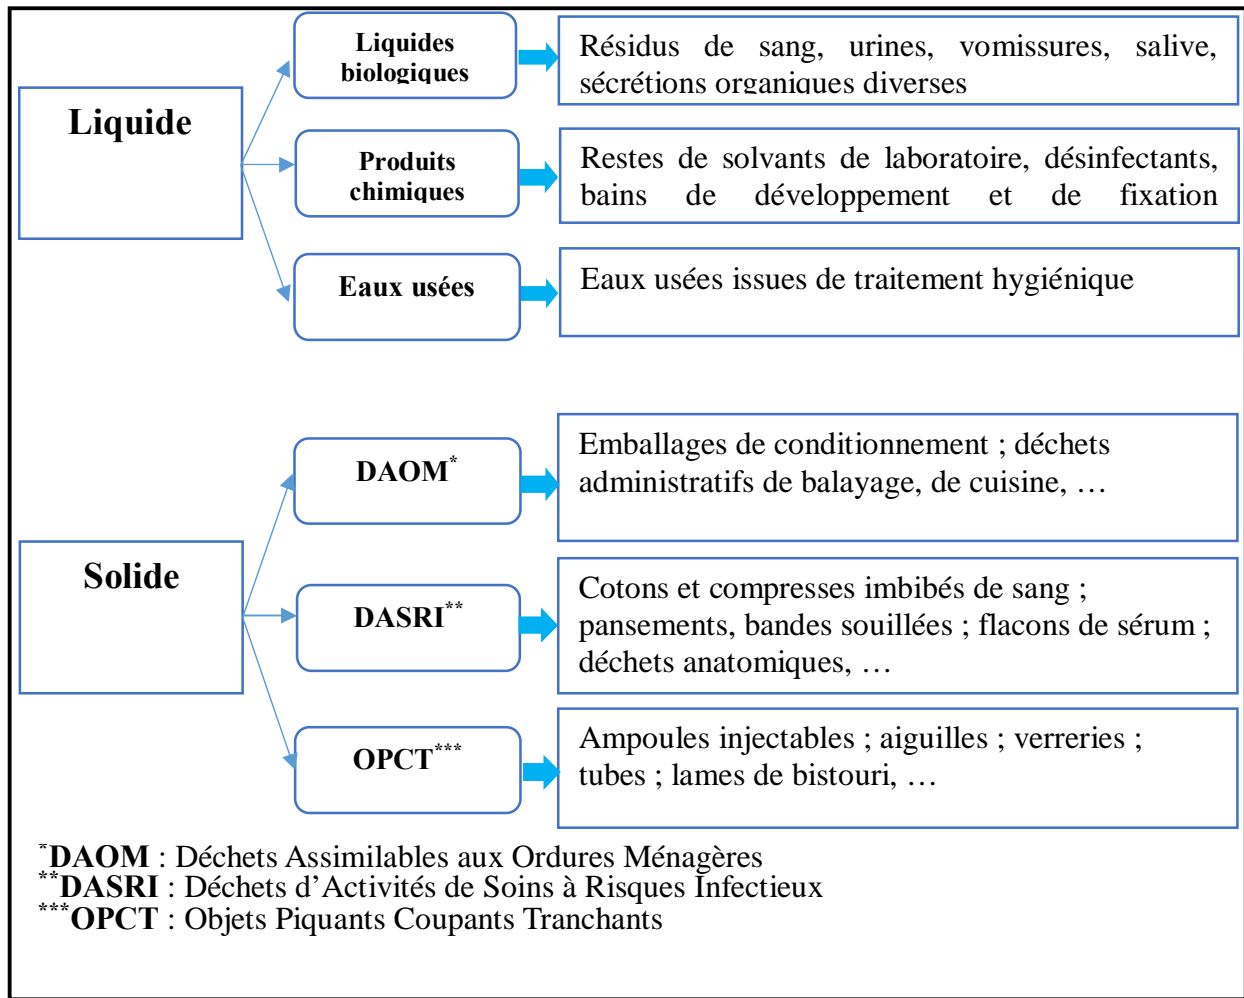 Liquide
Liquides
biologiques
Résidus de sang, urines, vomissures, salive,
sécrétions organiques diverses
Produits
chimiques
Restes de solvants de laboratoire, désinfectants,
bains de développement et de fixation
Eaux usées
Eaux usées issues de traitement hygiénique
Solide
DAOM*
Emballages de conditionnement ; déchets
administratifs de balayage, de cuisine, …
DASRI**
Cotons et compresses imbibés de sang ;
pansements, bandes souillées ; flacons de sérum ;
déchets anatomiques, …
OPCT***
Ampoules injectables ; aiguilles ; verreries ;
tubes ; lames de bistouri, …
*DAOM : Déchets Assimilables aux Ordures Ménagères
**DASRI : Déchets d’Activités de Soins à Risques Infectieux
***OPCT : Objets Piquants Coupants Tranchants